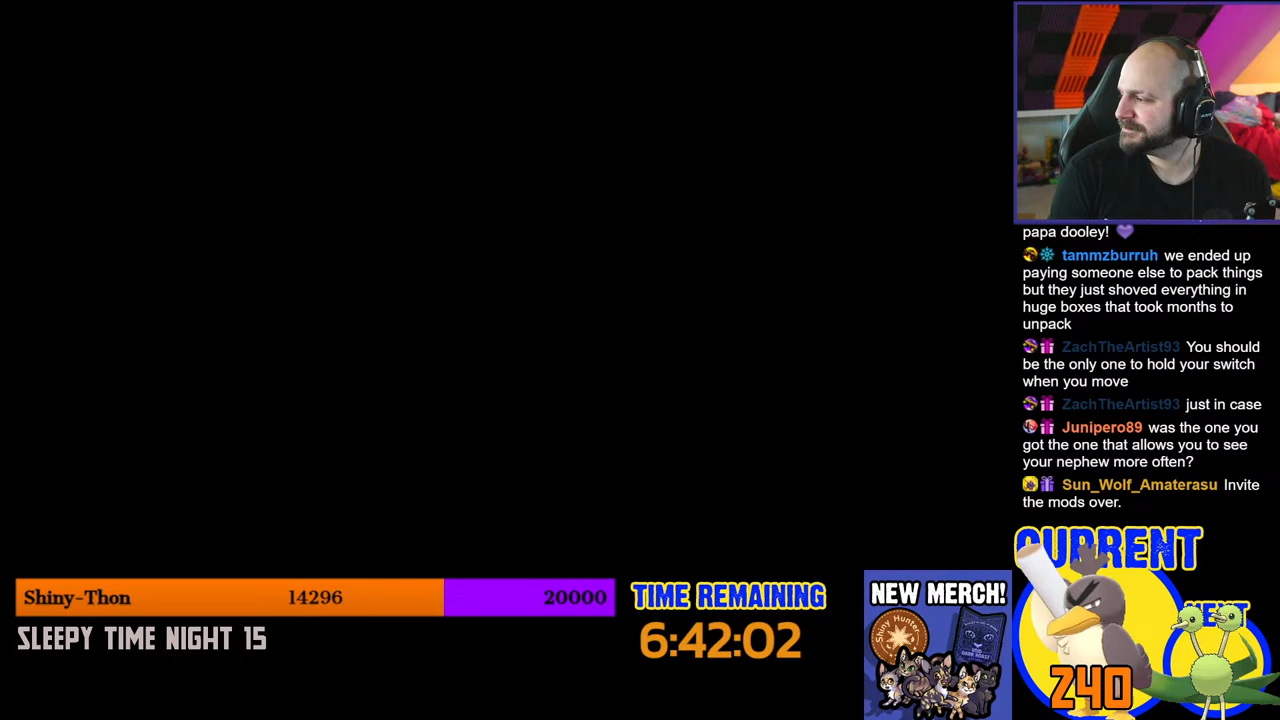 papa dooley! 💜
tammzburruh we ended up
paying someone else to pack things
but they just shoved everything in
huge boxes that took months to
unpack
ZachTheArtist93 You should
be the only one to hold your switch
when you move
ZachTheArtist93 just in case
Junipero89 was the one you
got the one that allows you to see
your nephew more often?
Sun_Wolf_Amaterasu Invite
the mods over.
CURRENT
NEXT
240
Shiny-Thon 14296 20000
SLEEPY TIME NIGHT 15
TIME REMAINING
6:42:02
NEW MERCH!
Shiny Hunter
DARK ROAST